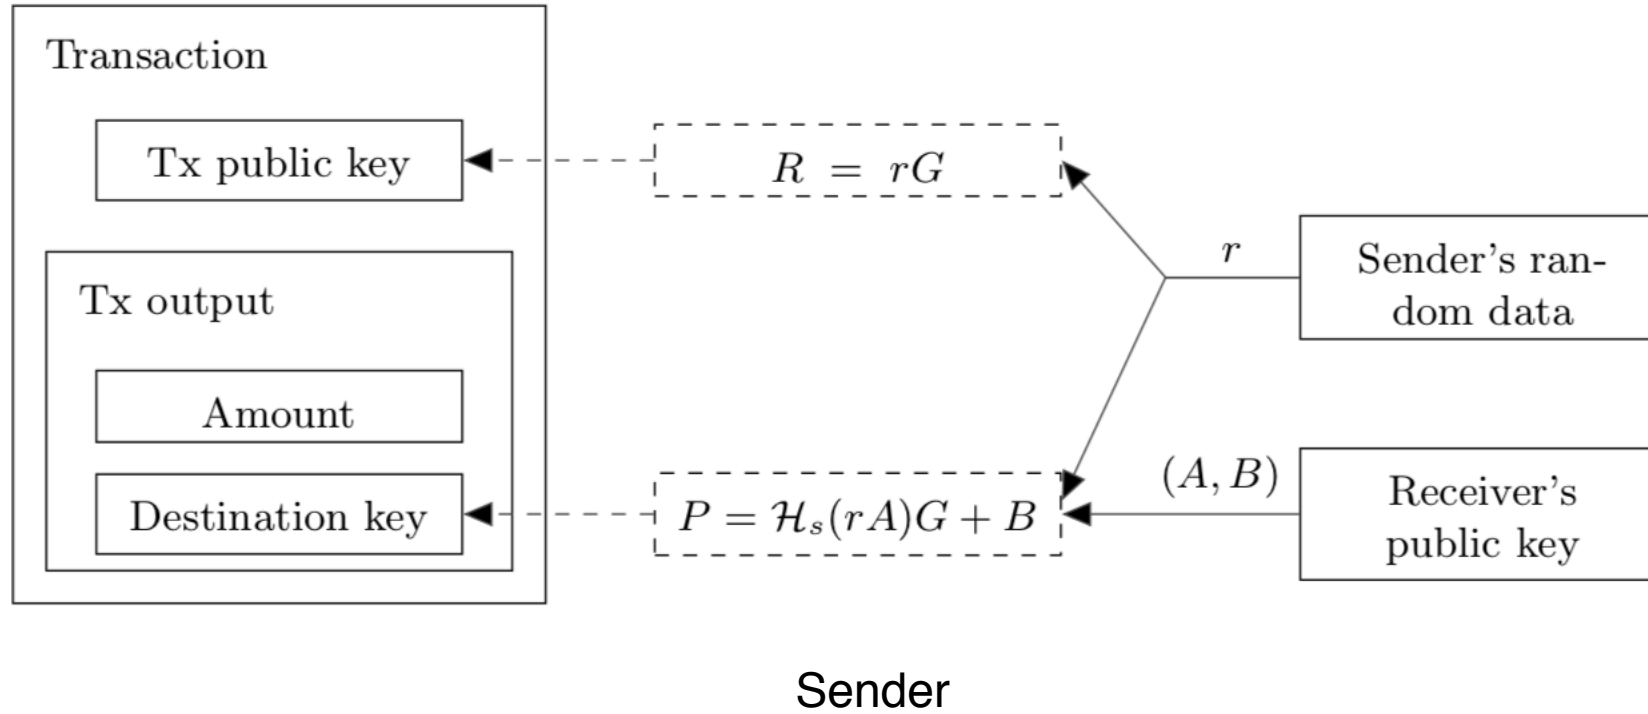 Transaction
Tx public key
R = rG
r
Sender's ran-
dom data
Tx output
Amount
Destination key
P = ℋₛ(rA)G + B
(A, B)
Receiver's
public key
Sender